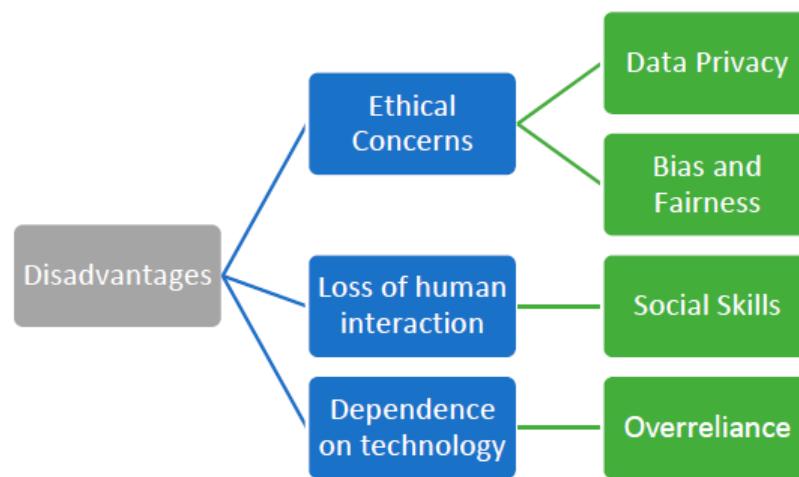 Disadvantages
Ethical
Concerns
Data Privacy
Bias and
Fairness
Loss of human
interaction
Social Skills
Dependence
on technology
Overreliance